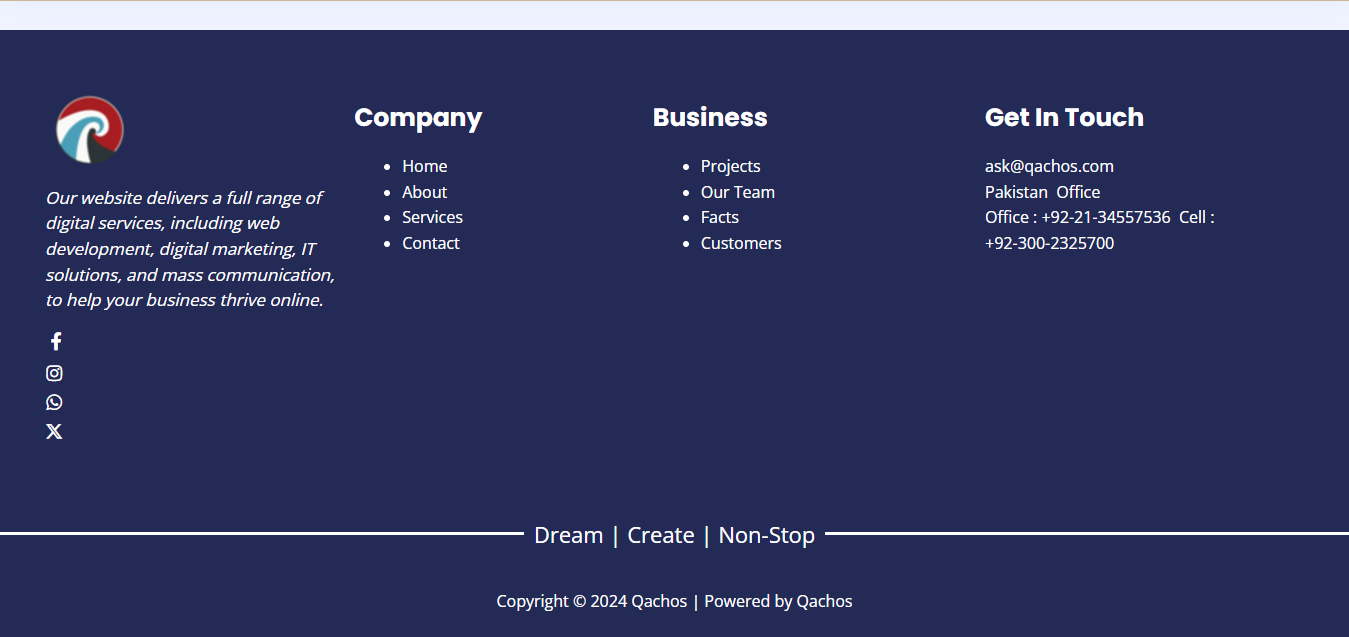 Our website delivers a full range of
digital services, including web
development, digital marketing, IT
solutions, and mass communication,
to help your business thrive online.
Company
Home
About
Services
Contact
Business
Projects
Our Team
Facts
Customers
Get In Touch
ask@qachos.com
Pakistan  Office
Office : +92-21-34557536  Cell :
+92-300-2325700
Dream | Create | Non-Stop
Copyright © 2024 Qachos | Powered by Qachos